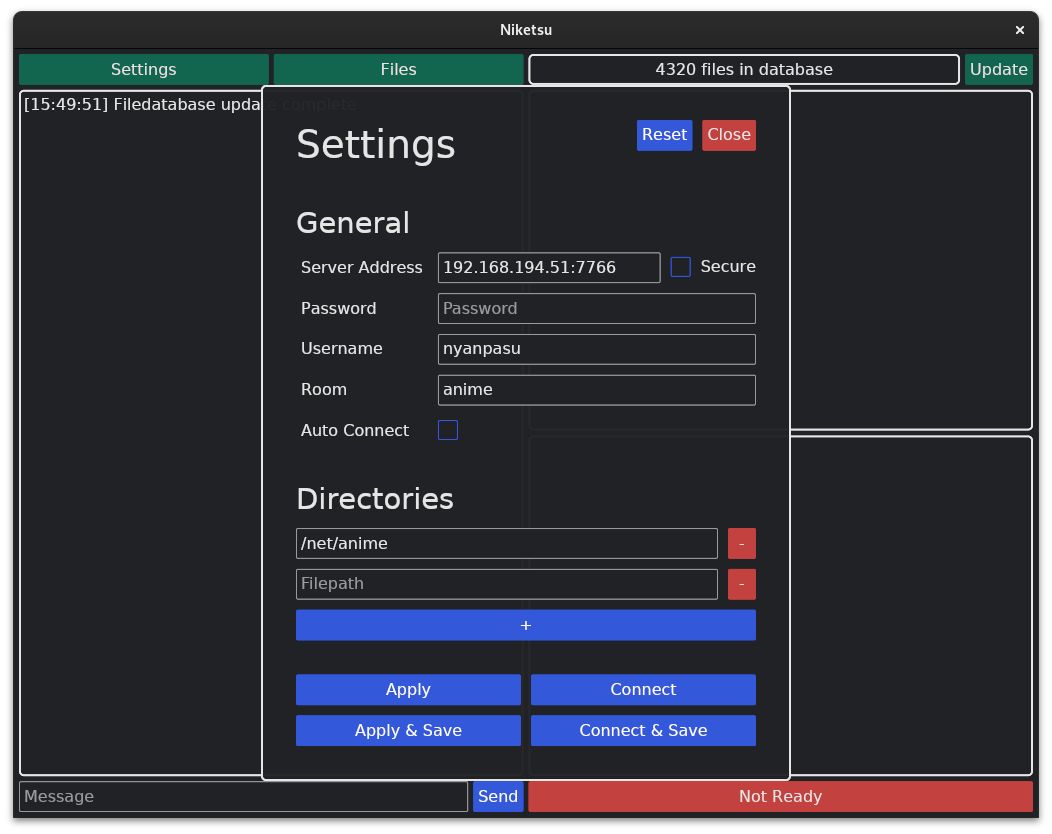 Niketsu ×
Settings Files 4320 files in database Update
[15:49:51] Filedatabase update complete
Settings Reset Close
General
Server Address 192.168.194.51:7766 Secure
Password Password
Username nyanpasu
Room anime
Auto Connect
Directories
/net/anime -
Filepath -
+
Apply Connect
Apply & Save Connect & Save
Message Send Not Ready